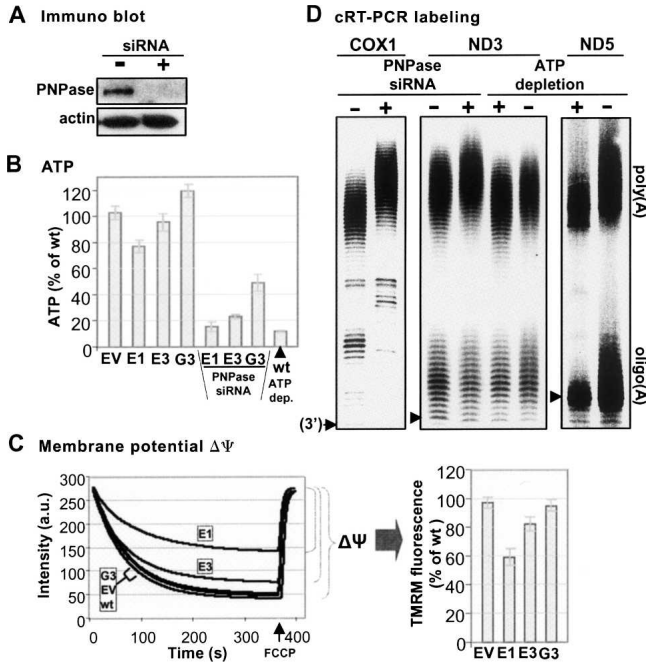 A Immuno blot
siRNA
- +
PNPase
actin
B ATP
ATP (% of wt)
120
100
80
60
40
20
0
EV E1 E3 G3 E1 E3 G3 wt
PNPase
siRNA
ATP
dep.
C Membrane potential ΔΨ
Intensity (a.u.)
300
250
200
150
100
50
0
E1
E3
G3
EV
wt
0 100 200 300 400
Time (s)
FCCP
ΔΨ
TMRM fluorescence
(% of wt)
120
100
80
60
40
20
0
EV E1 E3 G3
D cRT-PCR labeling
COX1 ND3 ND5
PNPase
siRNA
ATP
depletion
- + - + + - + -
poly(A)
oligo(A)
(3')